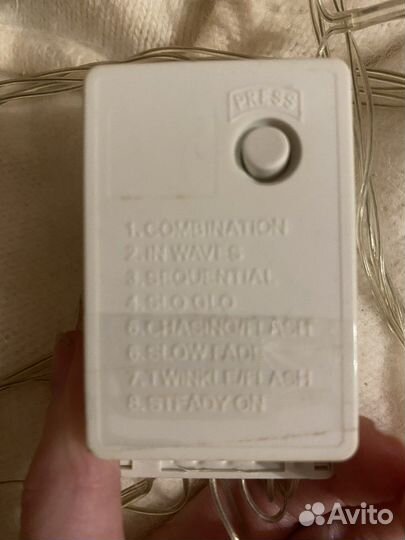 PRESS
1. COMBINATION
2. IN WAVES
3. SEQUENTIAL
4. SLO GLO
5. CHASING/FLASH
6. SLOW FADE
7. TWINKLE/FLASH
8. STEADY ON
Avito